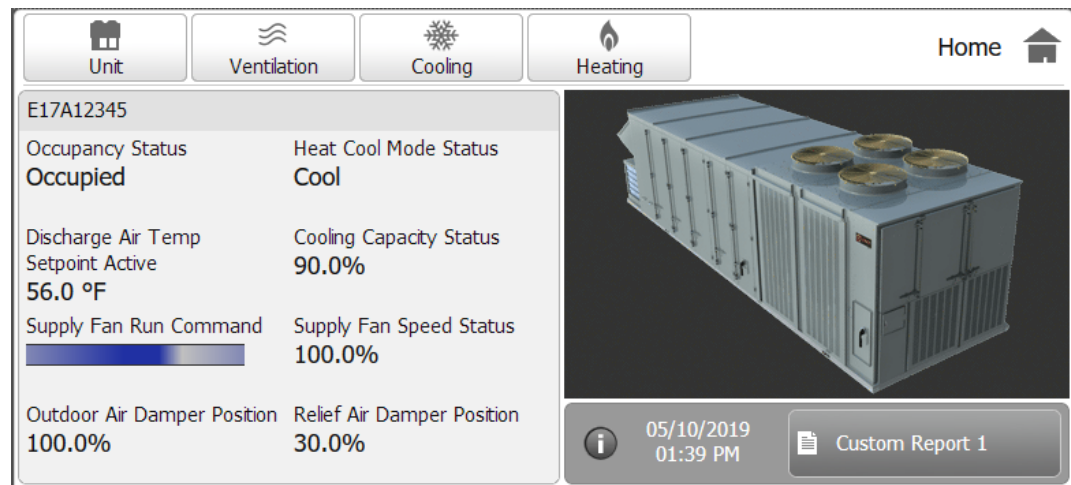 Unit
Ventilation
Cooling
Heating
Home
E17A12345
Occupancy Status
Occupied
Heat Cool Mode Status
Cool
Discharge Air Temp
Setpoint Active
56.0 °F
Cooling Capacity Status
90.0%
Supply Fan Run Command
Supply Fan Speed Status
100.0%
Outdoor Air Damper Position
100.0%
Relief Air Damper Position
30.0%
05/10/2019
01:39 PM
Custom Report 1